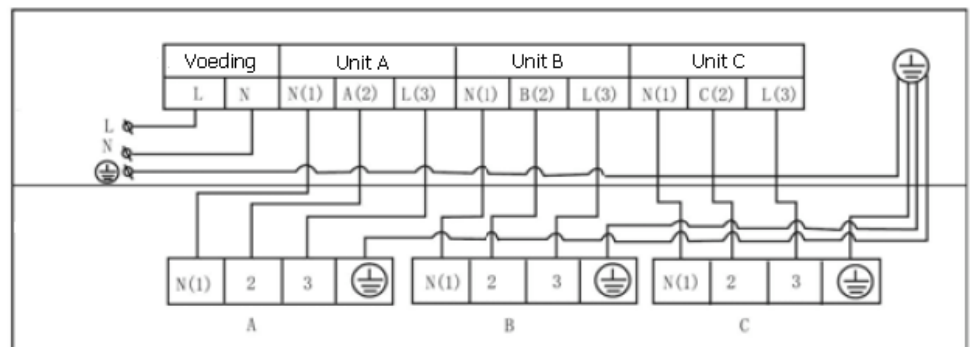 Voeding Unit A Unit B Unit C
L N N(1) A(2) L(3) N(1) B(2) L(3) N(1) C(2) L(3)
L
N
N(1) 2 3 N(1) 2 3 N(1) 2 3
A B C